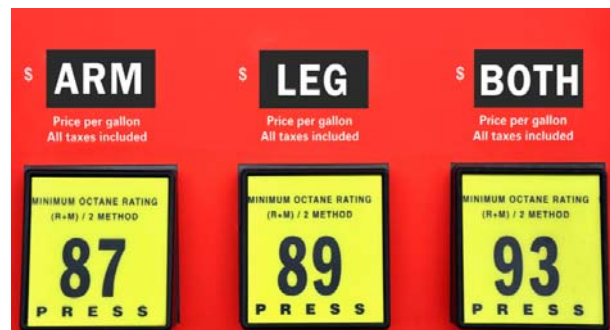 $ ARM
Price per gallon
All taxes included
MINIMUM OCTANE RATING
(R+M) / 2 METHOD
87
PRESS
$ LEG
Price per gallon
All taxes included
MINIMUM OCTANE RATING
(R+M) / 2 METHOD
89
PRESS
$ BOTH
Price per gallon
All taxes included
MINIMUM OCTANE RATING
(R+M) / 2 METHOD
93
PRESS